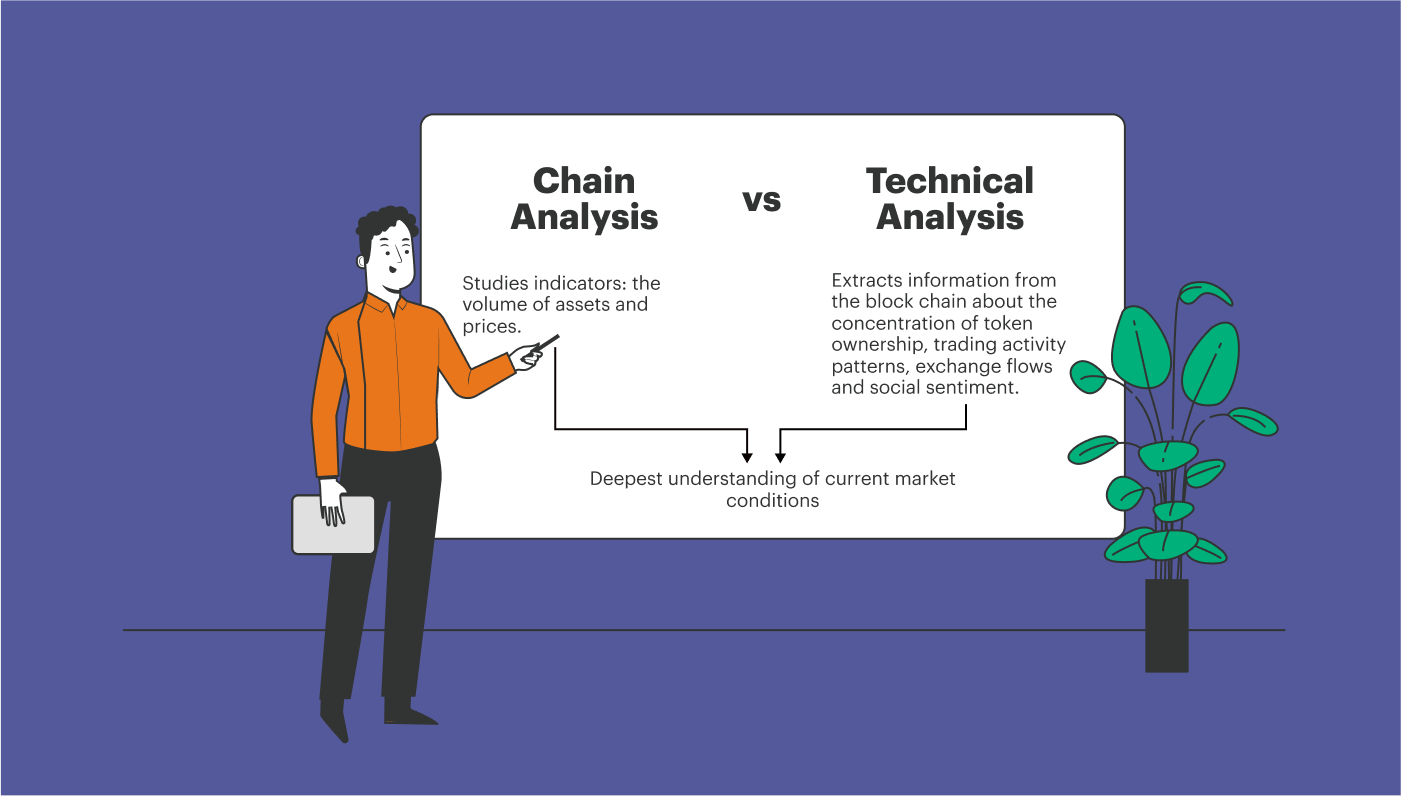 Chain
Analysis
vs
Technical
Analysis
Studies indicators: the
volume of assets and
prices.
Extracts information from
the block chain about the
concentration of token
ownership, trading activity
patterns, exchange flows
and social sentiment.
Deepest understanding of current market
conditions